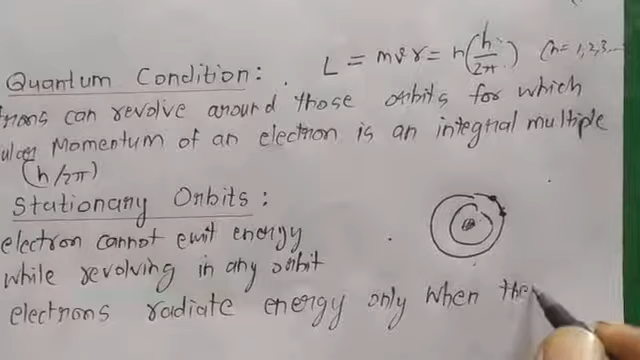 L = mvr = n(h/2π) (n=1,2,3...
Quantum Condition:
trons can revolve around those orbits for which
ular Momentum of an electron is an integral multiple
(h/2π)
Stationary Orbits:
electron cannot emit energy
while revolving in any orbit
electrons radiate energy only when the